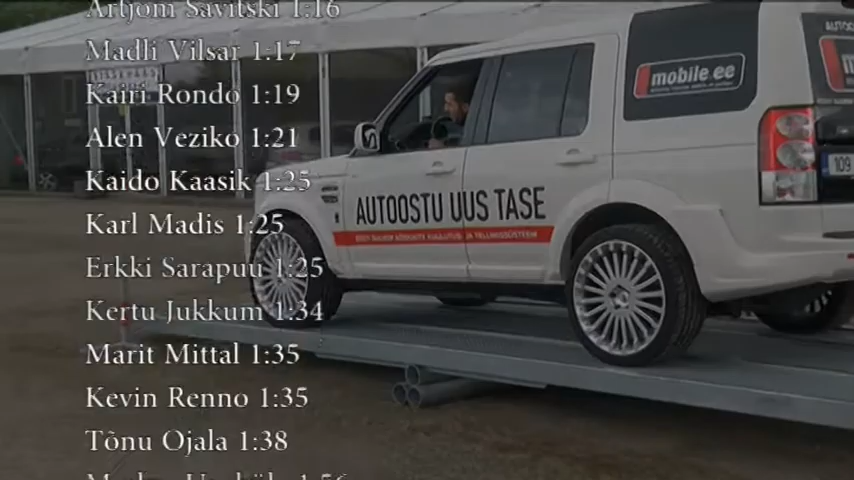 Artjom Savitski 1:16
Madli Vilsar 1:17
Kairi Rondo 1:19
Alen Veziko 1:21
Kaido Kaasik 1:25
Karl Madis 1:25
Erkki Sarapuu 1:25
Kertu Jukkum 1:34
Marit Mittal 1:35
Kevin Renno 1:35
Tõnu Ojala 1:38
mobile.ee
AUTOOSTU UUS TASE
109